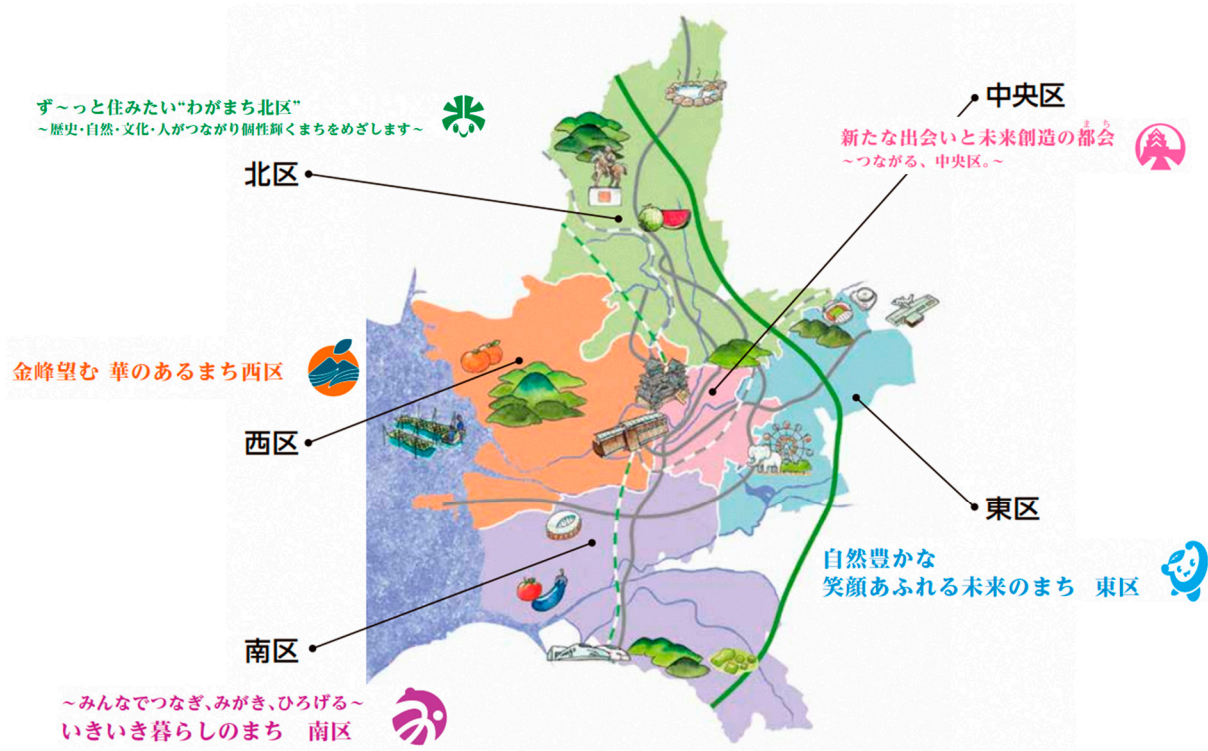 ず～っと住みたい“わがまち北区”
～歴史・自然・文化・人がつながり個性輝くまちをめざします～
北区
中央区
まち
新たな出会いと未来創造の都会
～つながる、中央区。～
金峰望む 華のあるまち西区
西区
東区
自然豊かな
笑顔あふれる未来のまち 東区
南区
～みんなでつなぎ、みがき、ひろげる～
いきいき暮らしのまち 南区